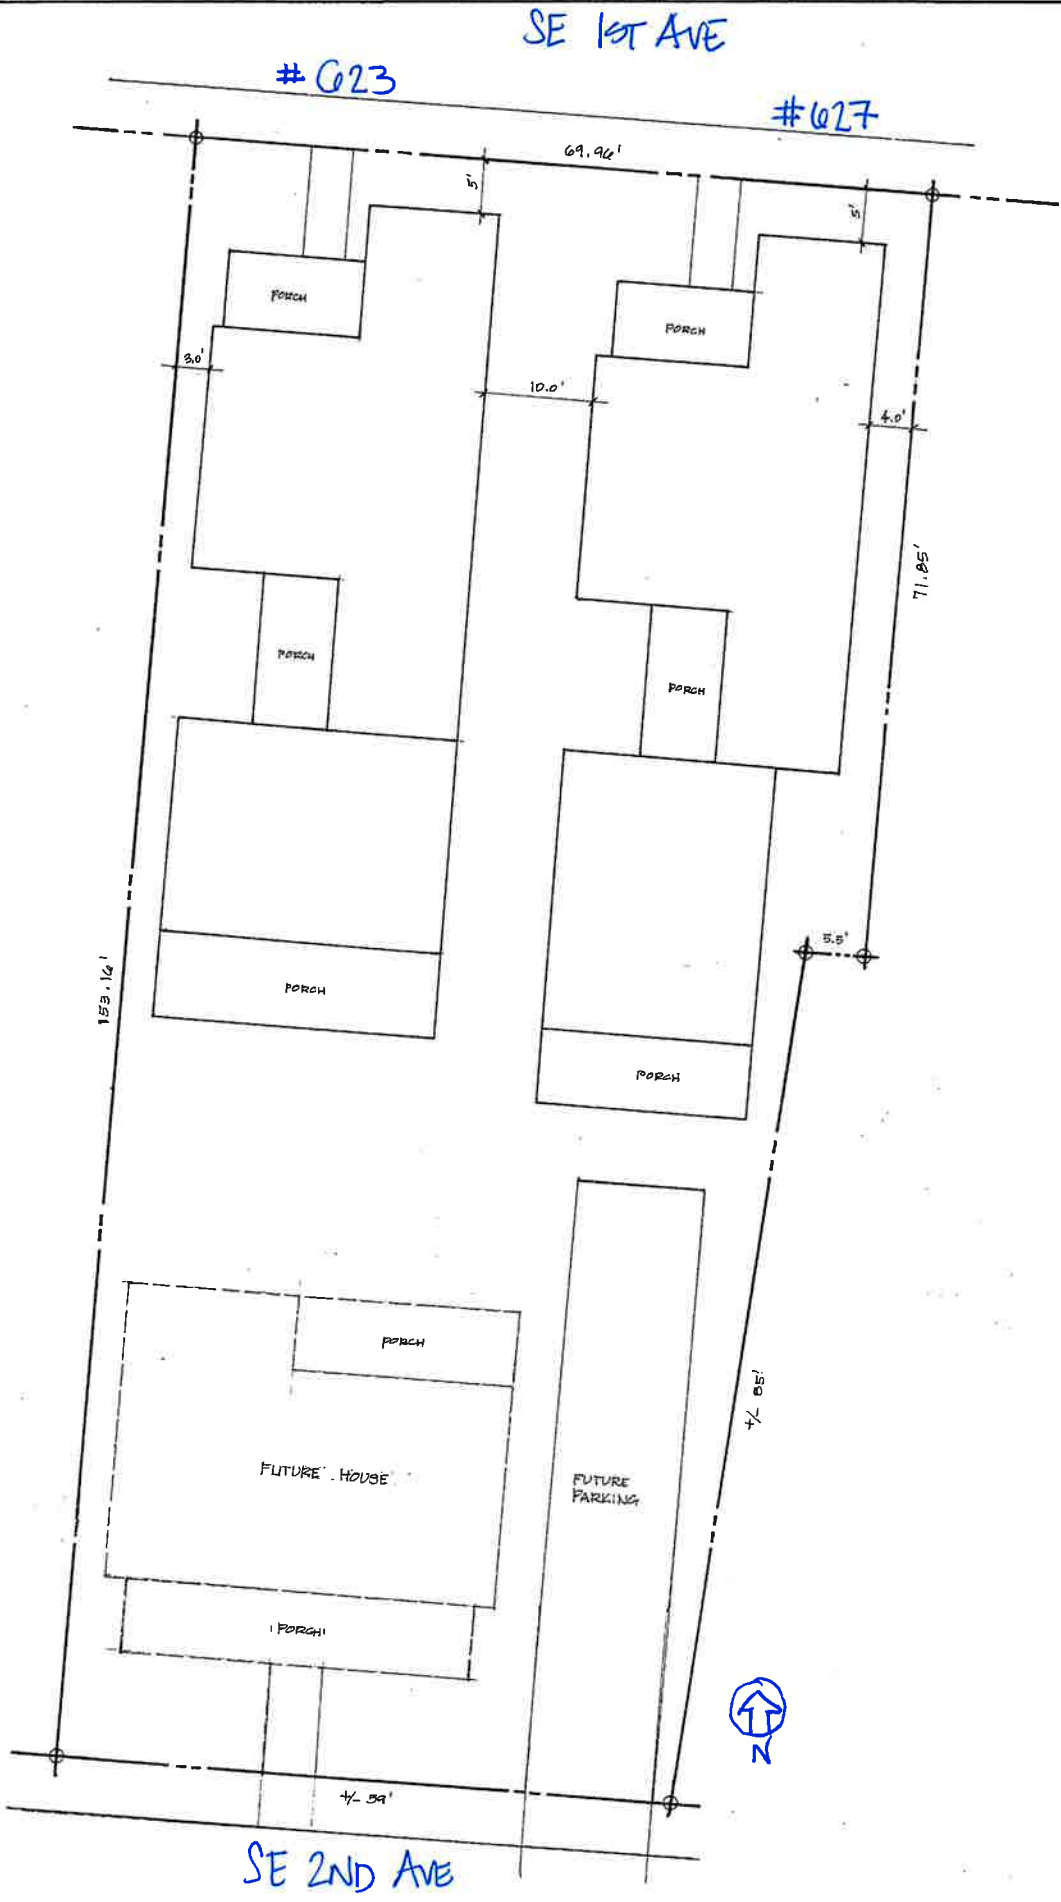 SE 1ST AVE
#623
#627
69.96'
5'
5'
PORCH
PORCH
3.0'
10.0'
4.0'
71.85'
PORCH
PORCH
5.5'
153.16'
PORCH
PORCH
PORCH
+/- 85'
FUTURE HOUSE
FUTURE
PARKING
PORCH
N
+/- 59'
SE 2ND AVE